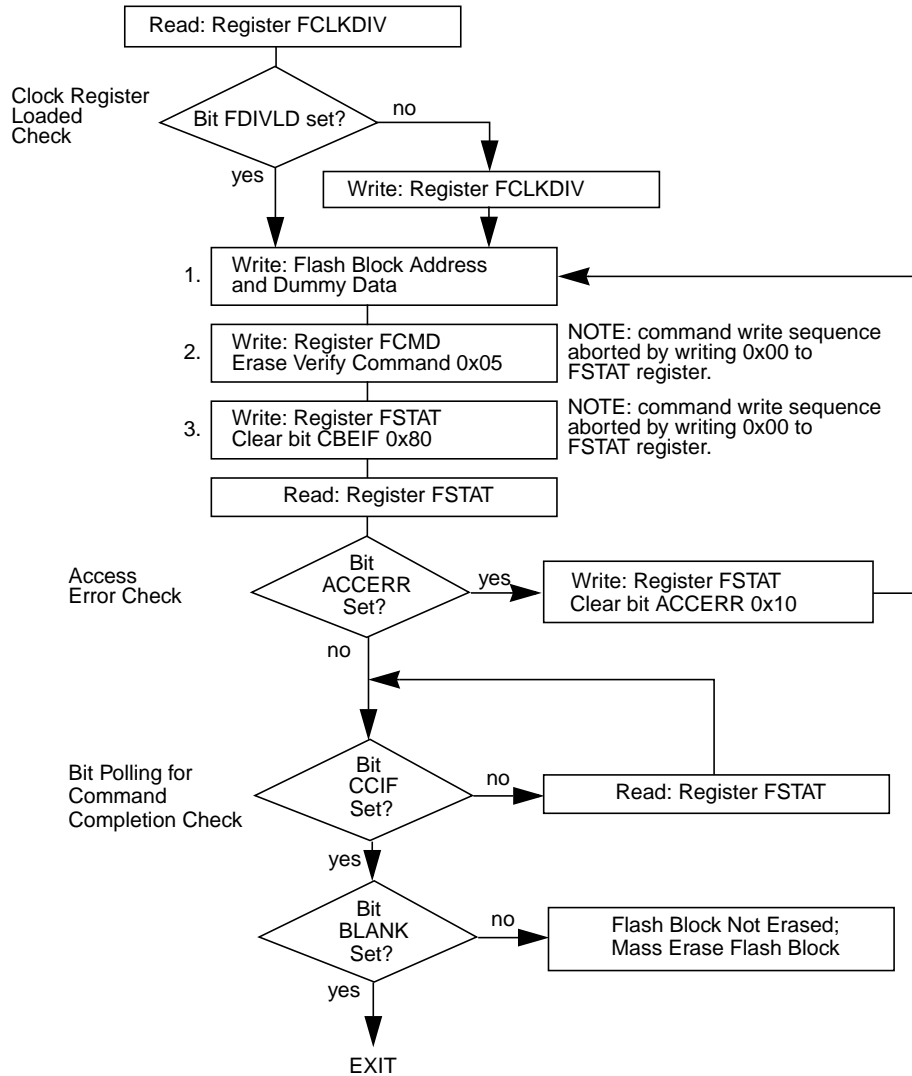 Read: Register FCLKDIV
Clock Register
Loaded
Check
Bit FDIVLD set?
no
yes
Write: Register FCLKDIV
1.
Write: Flash Block Address
and Dummy Data
2.
Write: Register FCMD
Erase Verify Command 0x05
NOTE: command write sequence
aborted by writing 0x00 to
FSTAT register.
3.
Write: Register FSTAT
Clear bit CBEIF 0x80
NOTE: command write sequence
aborted by writing 0x00 to
FSTAT register.
Read: Register FSTAT
Access
Error Check
Bit
ACCERR
Set?
yes
Write: Register FSTAT
Clear bit ACCERR 0x10
no
Bit Polling for
Command
Completion Check
Bit
CCIF
Set?
no
Read: Register FSTAT
yes
Bit
BLANK
Set?
no
Flash Block Not Erased;
Mass Erase Flash Block
yes
EXIT